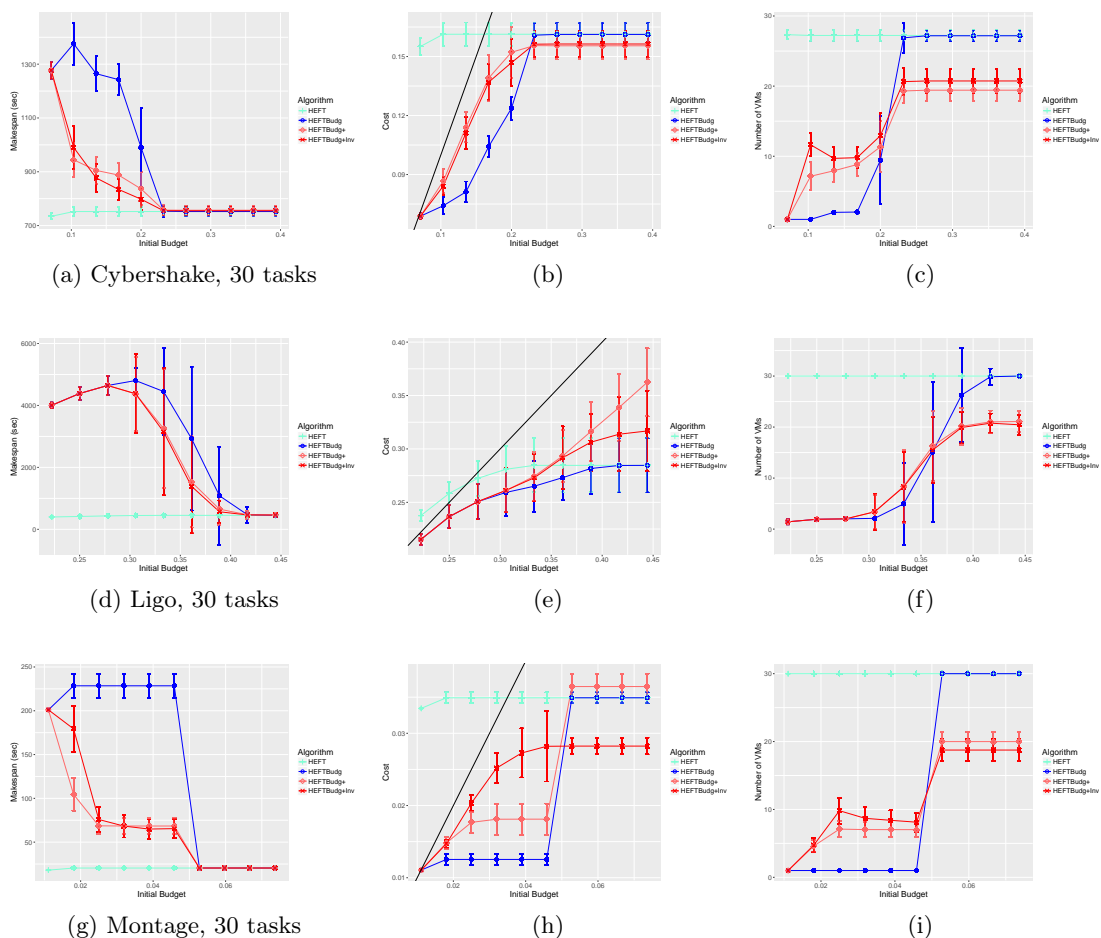 Makespan (sec)
1300
1100
900
700
0.1
0.2
0.3
0.4
Initial Budget
Algorithm
HEFT
HEFTBudg
HEFTBudg+
HEFTBudg+Inv
(a) Cybershake, 30 tasks
Cost
0.15
0.12
0.09
0.1
0.2
0.3
0.4
Initial Budget
Algorithm
HEFT
HEFTBudg
HEFTBudg+
HEFTBudg+Inv
(b)
Number of VMs
30
20
10
0
0.1
0.2
0.3
0.4
Initial Budget
Algorithm
HEFT
HEFTBudg
HEFTBudg+
HEFTBudg+Inv
(c)
Makespan (sec)
6000
4000
2000
0
0.25
0.30
0.35
0.40
0.45
Initial Budget
Algorithm
HEFT
HEFTBudg
HEFTBudg+
HEFTBudg+Inv
(d) Ligo, 30 tasks
Cost
0.40
0.35
0.30
0.25
0.25
0.30
0.35
0.40
0.45
Initial Budget
Algorithm
HEFT
HEFTBudg
HEFTBudg+
HEFTBudg+Inv
(e)
Number of VMs
30
20
10
0
0.25
0.30
0.35
0.40
0.45
Initial Budget
Algorithm
HEFT
HEFTBudg
HEFTBudg+
HEFTBudg+Inv
(f)
Makespan (sec)
250
200
150
100
50
0.02
0.04
0.06
Initial Budget
Algorithm
HEFT
HEFTBudg
HEFTBudg+
HEFTBudg+Inv
(g) Montage, 30 tasks
Cost
0.03
0.02
0.01
0.02
0.04
0.06
Initial Budget
Algorithm
HEFT
HEFTBudg
HEFTBudg+
HEFTBudg+Inv
(h)
Number of VMs
30
20
10
0
0.02
0.04
0.06
Initial Budget
Algorithm
HEFT
HEFTBudg
HEFTBudg+
HEFTBudg+Inv
(i)